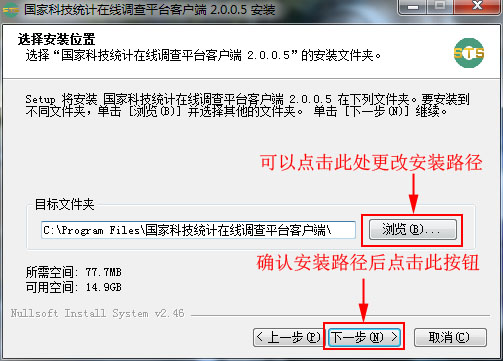 国家科技统计在线调查平台客户端 2.0.0.5 安装
选择安装位置
选择“国家科技统计在线调查平台客户端 2.0.0.5”的安装文件夹。
STS
Setup 将安装 国家科技统计在线调查平台客户端 2.0.0.5 在下列文件夹。要安装到
不同文件夹，单击 [浏览(B)] 并选择其他的文件夹。 单击 [下一步(N)] 继续。
可以点击此处更改安装路径
目标文件夹
C:\Program Files\国家科技统计在线调查平台客户端\
浏览(B)...
确认安装路径后点击此按钮
所需空间: 77.7MB
可用空间: 14.9GB
Nullsoft Install System v2.46
< 上一步(P)
下一步(N) >
取消(C)